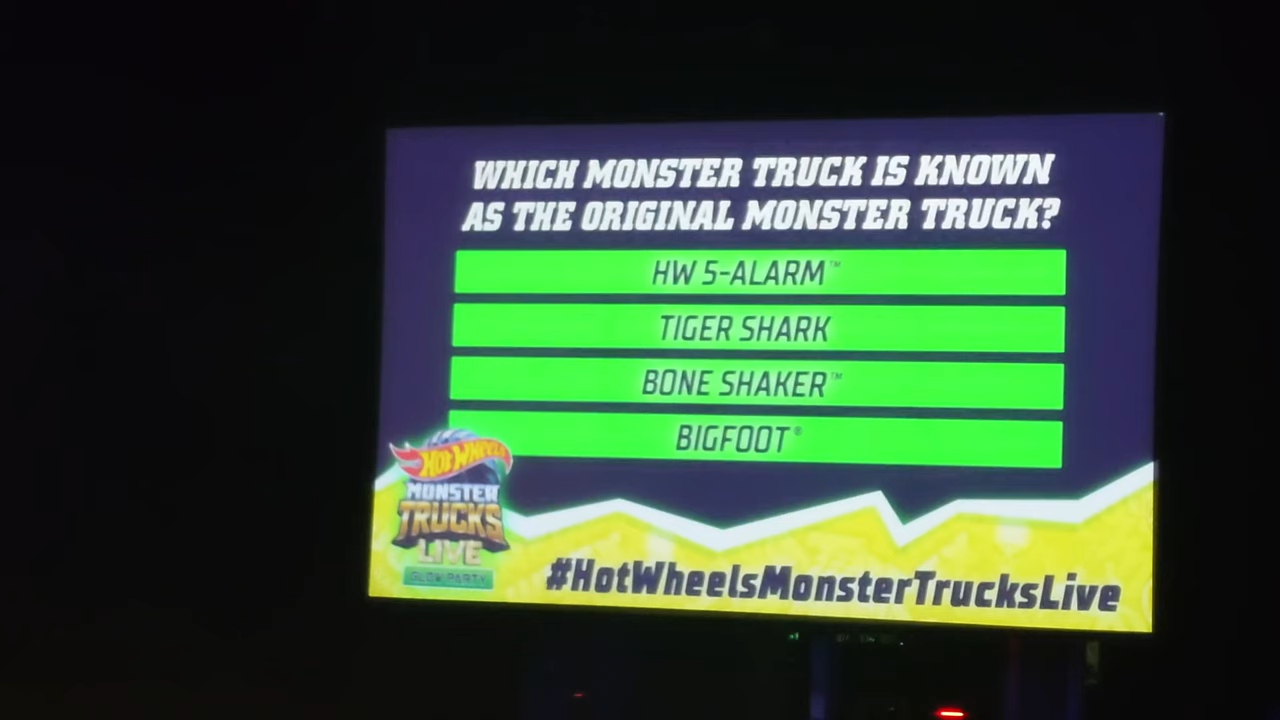 WHICH MONSTER TRUCK IS KNOWN
AS THE ORIGINAL MONSTER TRUCK?
HW 5-ALARM™
TIGER SHARK
BONE SHAKER™
BIGFOOT®
HOT WHEELS
MONSTER
TRUCKS
LIVE
GLOW PARTY
#HotWheelsMonsterTrucksLive